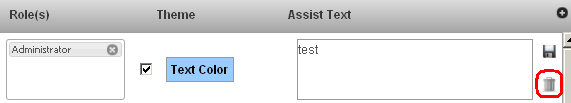 Role(s) Theme Assist Text
Administrator
Text Color
test